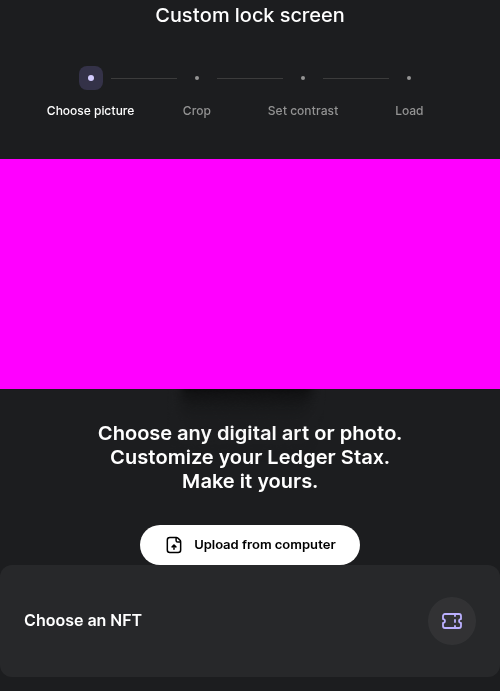 Custom lock screen
Choose picture
Crop
Set contrast
Load
Choose any digital art or photo.
Customize your Ledger Stax.
Make it yours.
Upload from computer
Choose an NFT